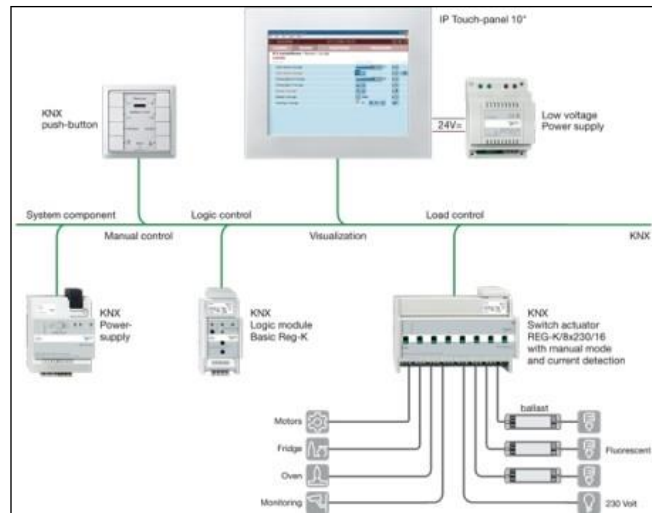 IP Touch-panel 10"
KNX
push-button
24V=
Low voltage
Power supply
System component
Logic control
Load control
Manual control
Visualization
KNX
KNX
Power-
supply
KNX
Logic module
Basic Reg-K
KNX
Switch actuator
REG-K/8x230/16
with manual mode
and current detection
ballast
Motors
Fridge
Fluorescent
Oven
Monitoring
230 Volt